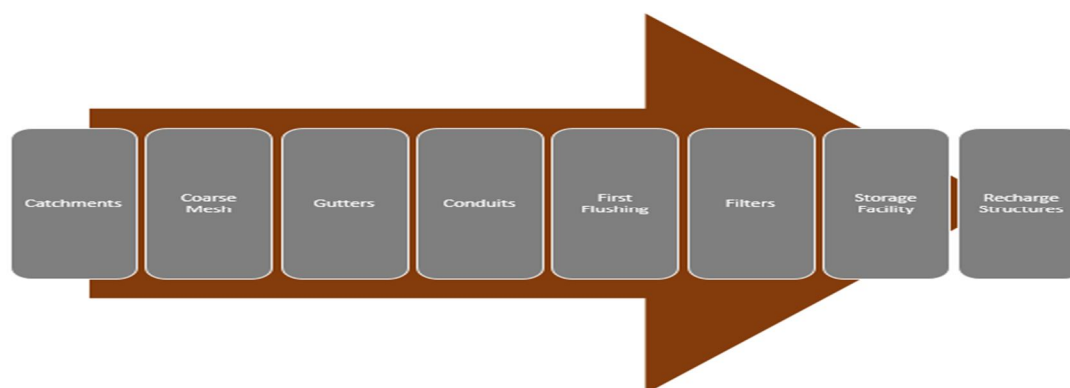 Catchments
Coarse
Mesh
Gutters
Conduits
First
Flushing
Filters
Storage
Facility
Recharge
Structures